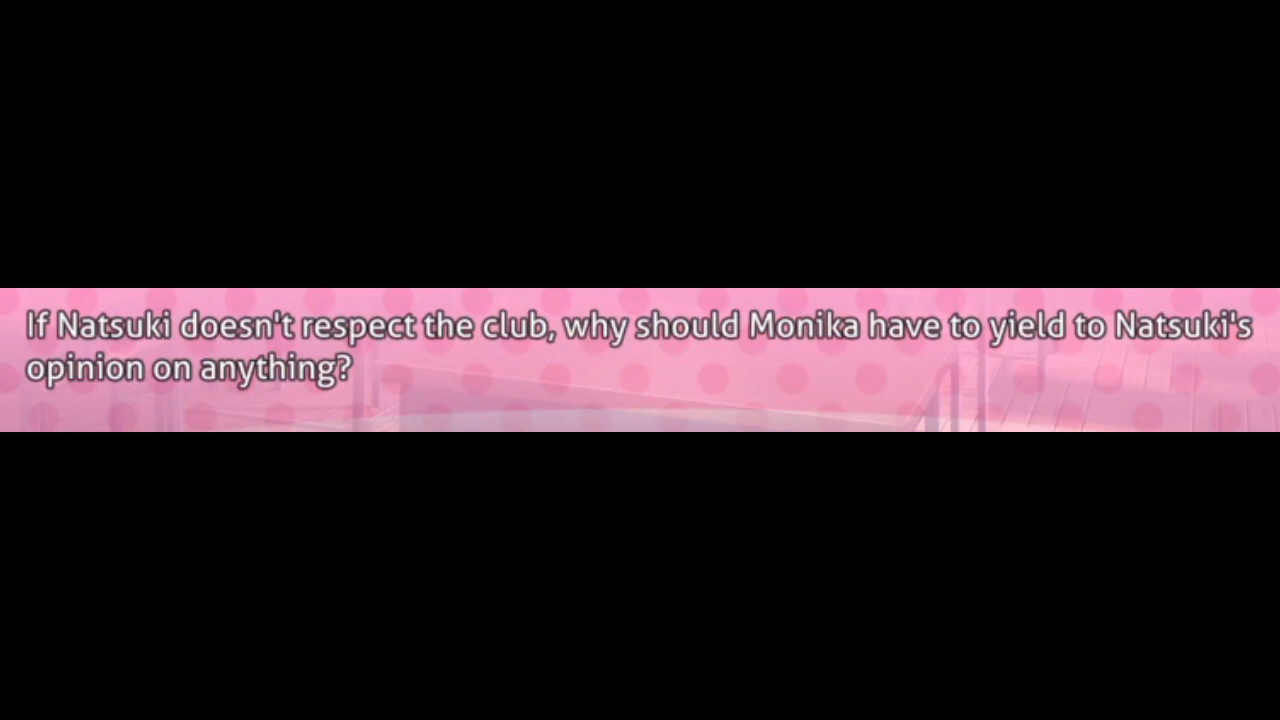 If Natsuki doesn't respect the club, why should Monika have to yield to Natsuki's
opinion on anything?